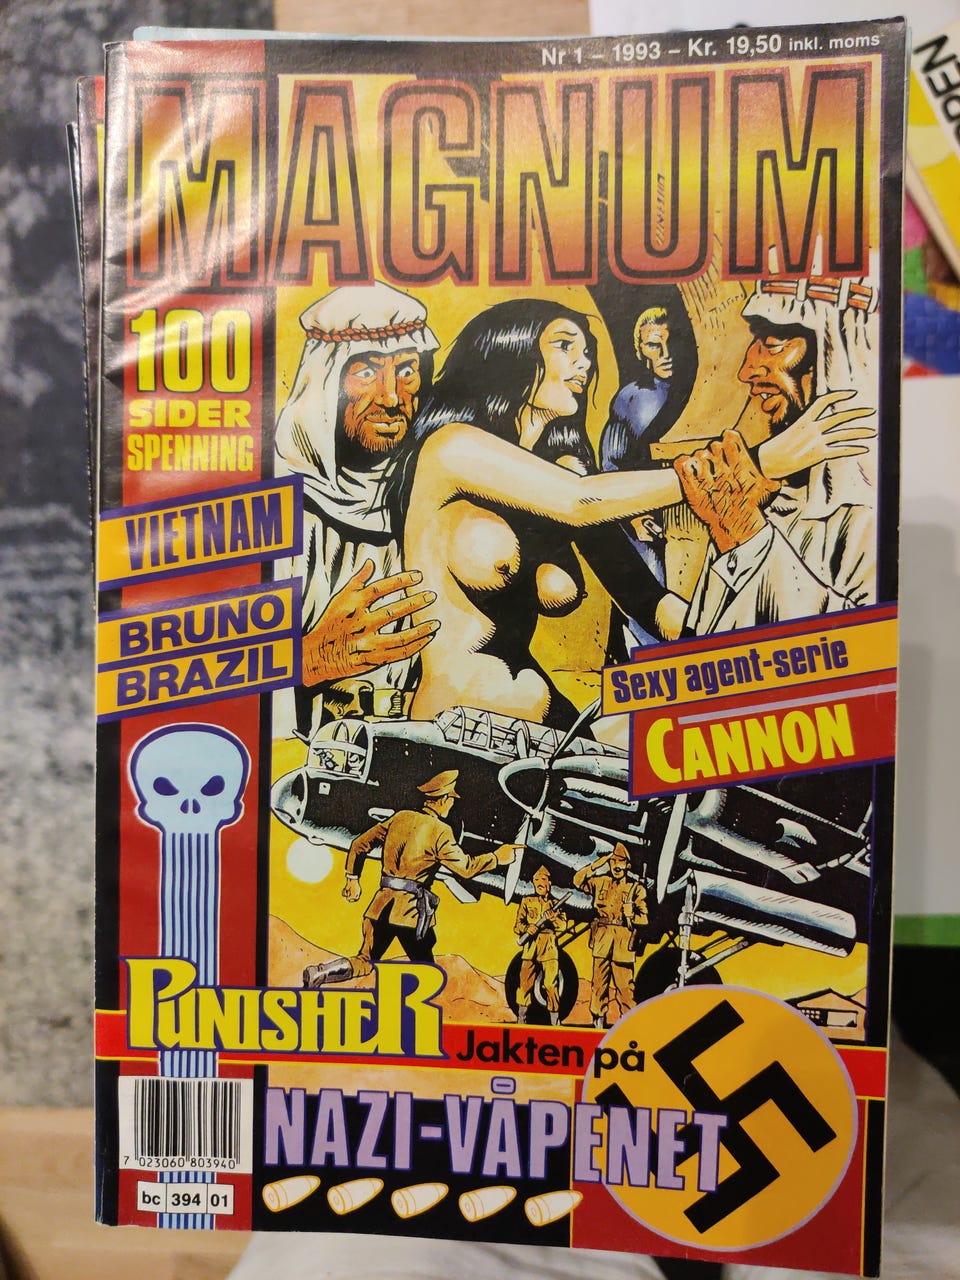 Nr 1 – 1993 – Kr. 19,50 inkl. moms
MAGNUM
100
SIDER
SPENNING
VIETNAM
BRUNO
BRAZIL
Sexy agent-serie
CANNON
PUNISHER
Jakten på
NAZI-VÅPENET
7 023060 803940
bc 394 01
PEN